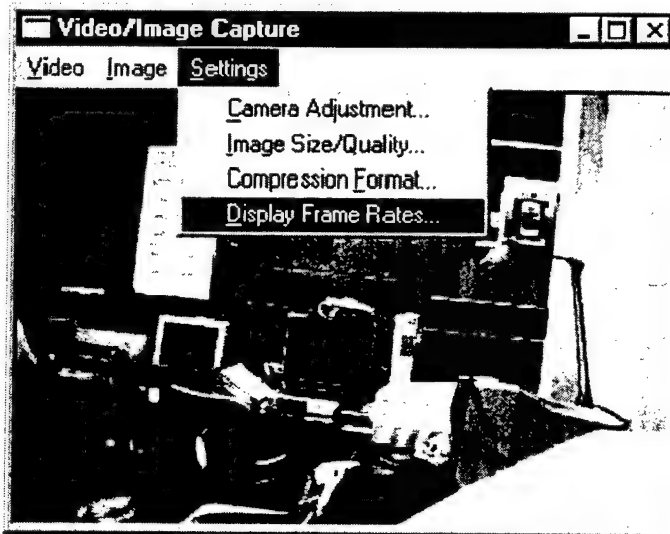 Video/Image Capture
Video Image Settings
Camera Adjustment...
Image Size/Quality...
Compression Format...
Display Frame Rates...